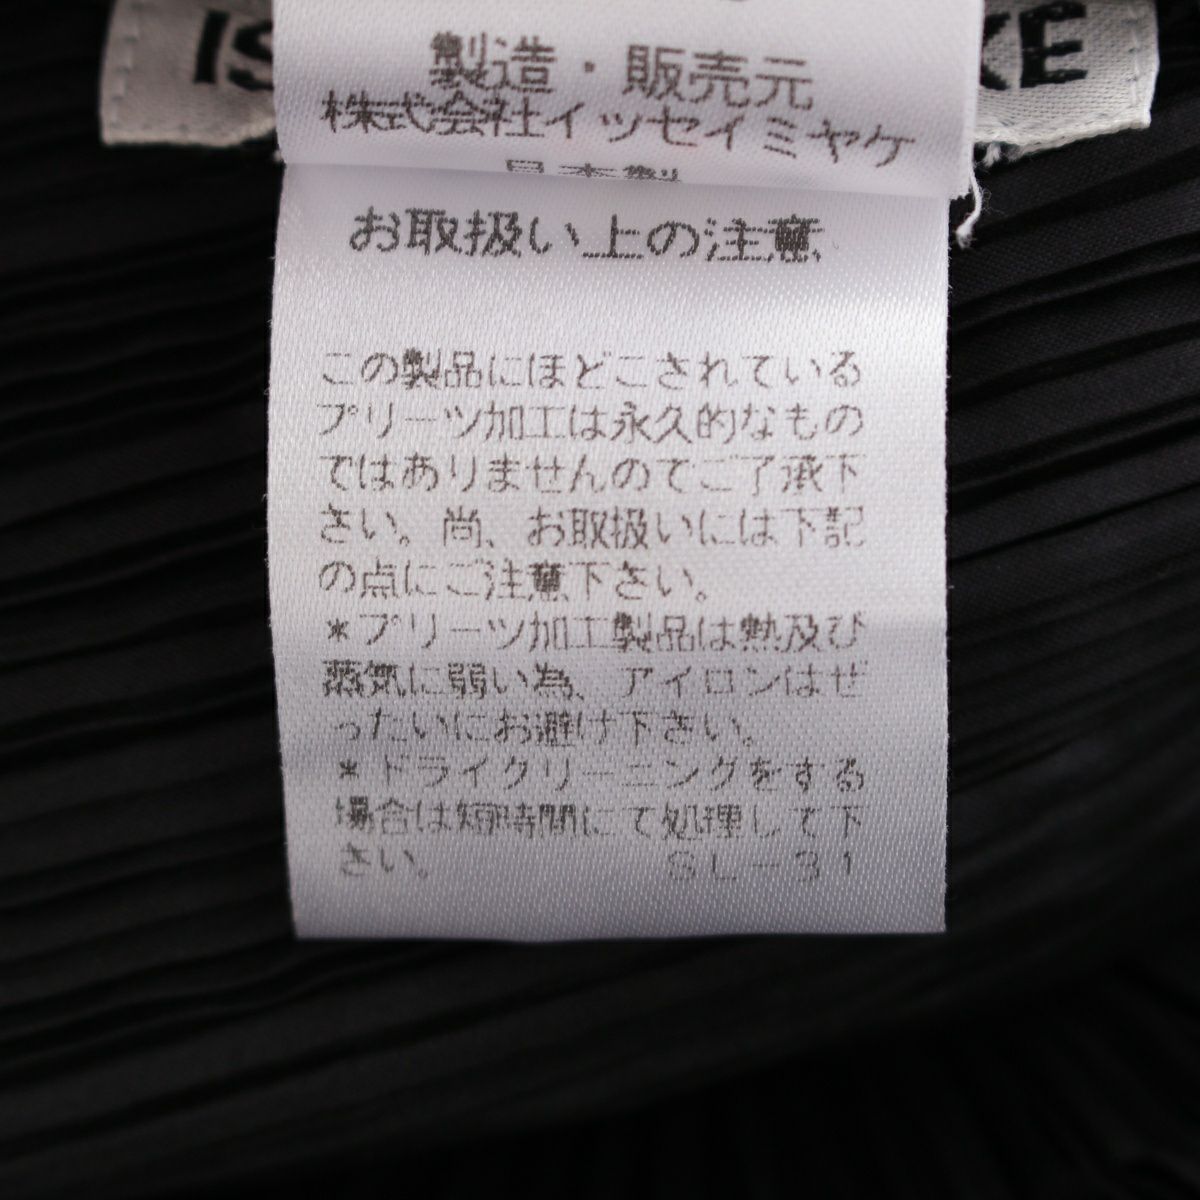 IS KE
製造・販売元
株式会社イッセイミヤケ
日本製
お取扱い上の注意
この製品にほどこされている
プリーツ加工は永久的なもの
ではありませんのでご了承下
さい。尚、お取扱いには下記
の点にご注意下さい。
*プリーツ加工製品は熱及び
蒸気に弱い為、アイロンはぜ
ったいにお避け下さい。
*ドライクリーニングをする
場合は短時間にて処理して下
さい。 SL-31